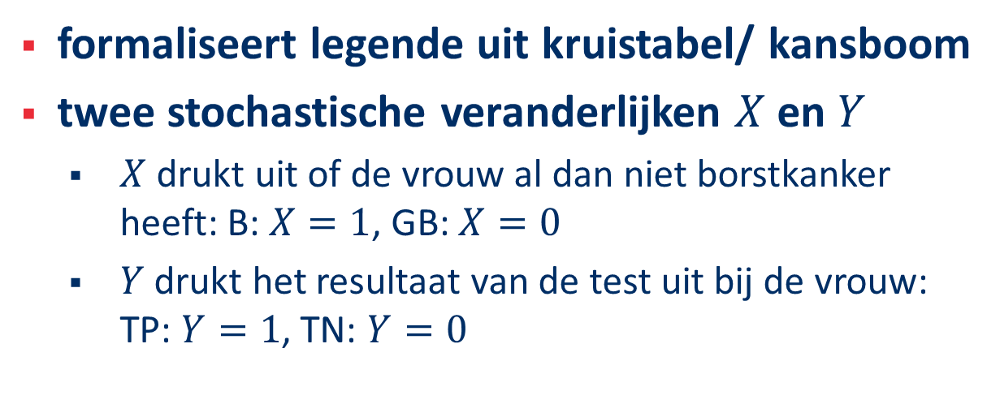 ▪ formaliseert legende uit kruistabel/ kansboom
▪ twee stochastische veranderlijken X en Y
▪ X drukt uit of de vrouw al dan niet borstkanker
heeft: B: X = 1, GB: X = 0
▪ Y drukt het resultaat van de test uit bij de vrouw:
TP: Y = 1, TN: Y = 0